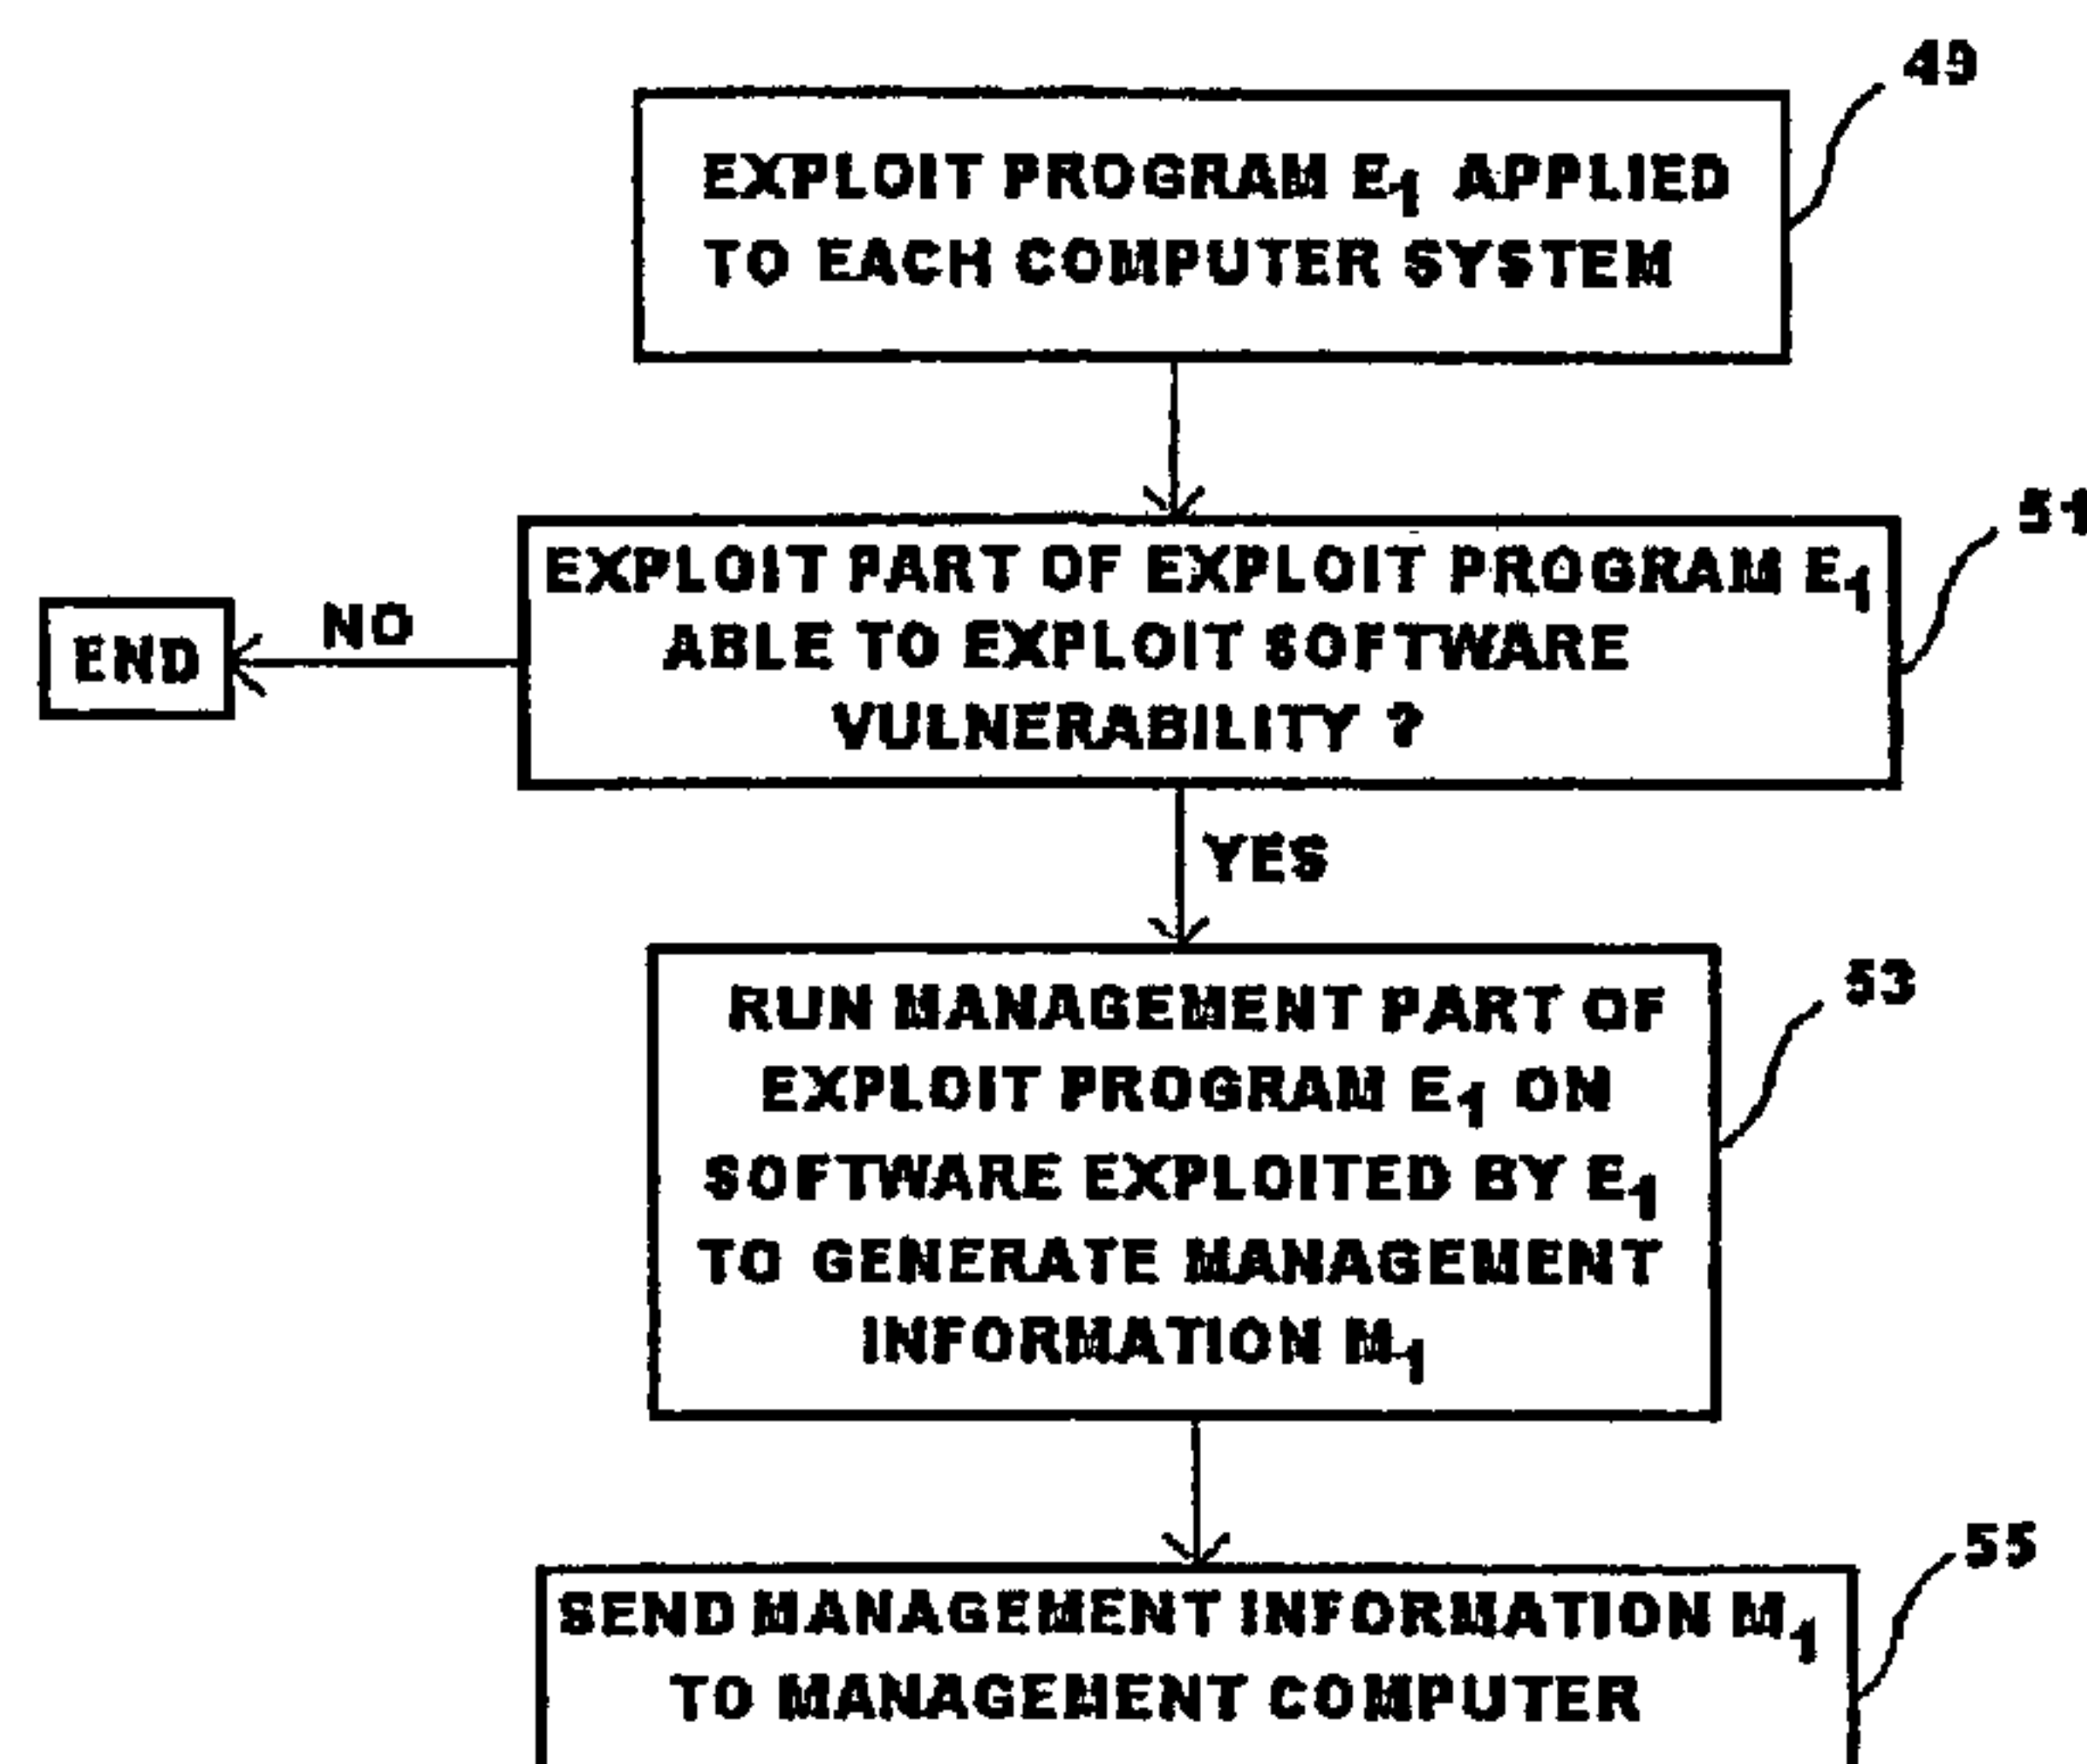 49
EXPLOIT PROGRAM E1 APPLIED
TO EACH COMPUTER SYSTEM
51
EXPLOIT PART OF EXPLOIT PROGRAM E1
ABLE TO EXPLOIT SOFTWARE
VULNERABILITY ?
NO
END
YES
53
RUN MANAGEMENT PART OF
EXPLOIT PROGRAM E1 ON
SOFTWARE EXPLOITED BY E1
TO GENERATE MANAGEMENT
INFORMATION M1
55
SEND MANAGEMENT INFORMATION M1
TO MANAGEMENT COMPUTER